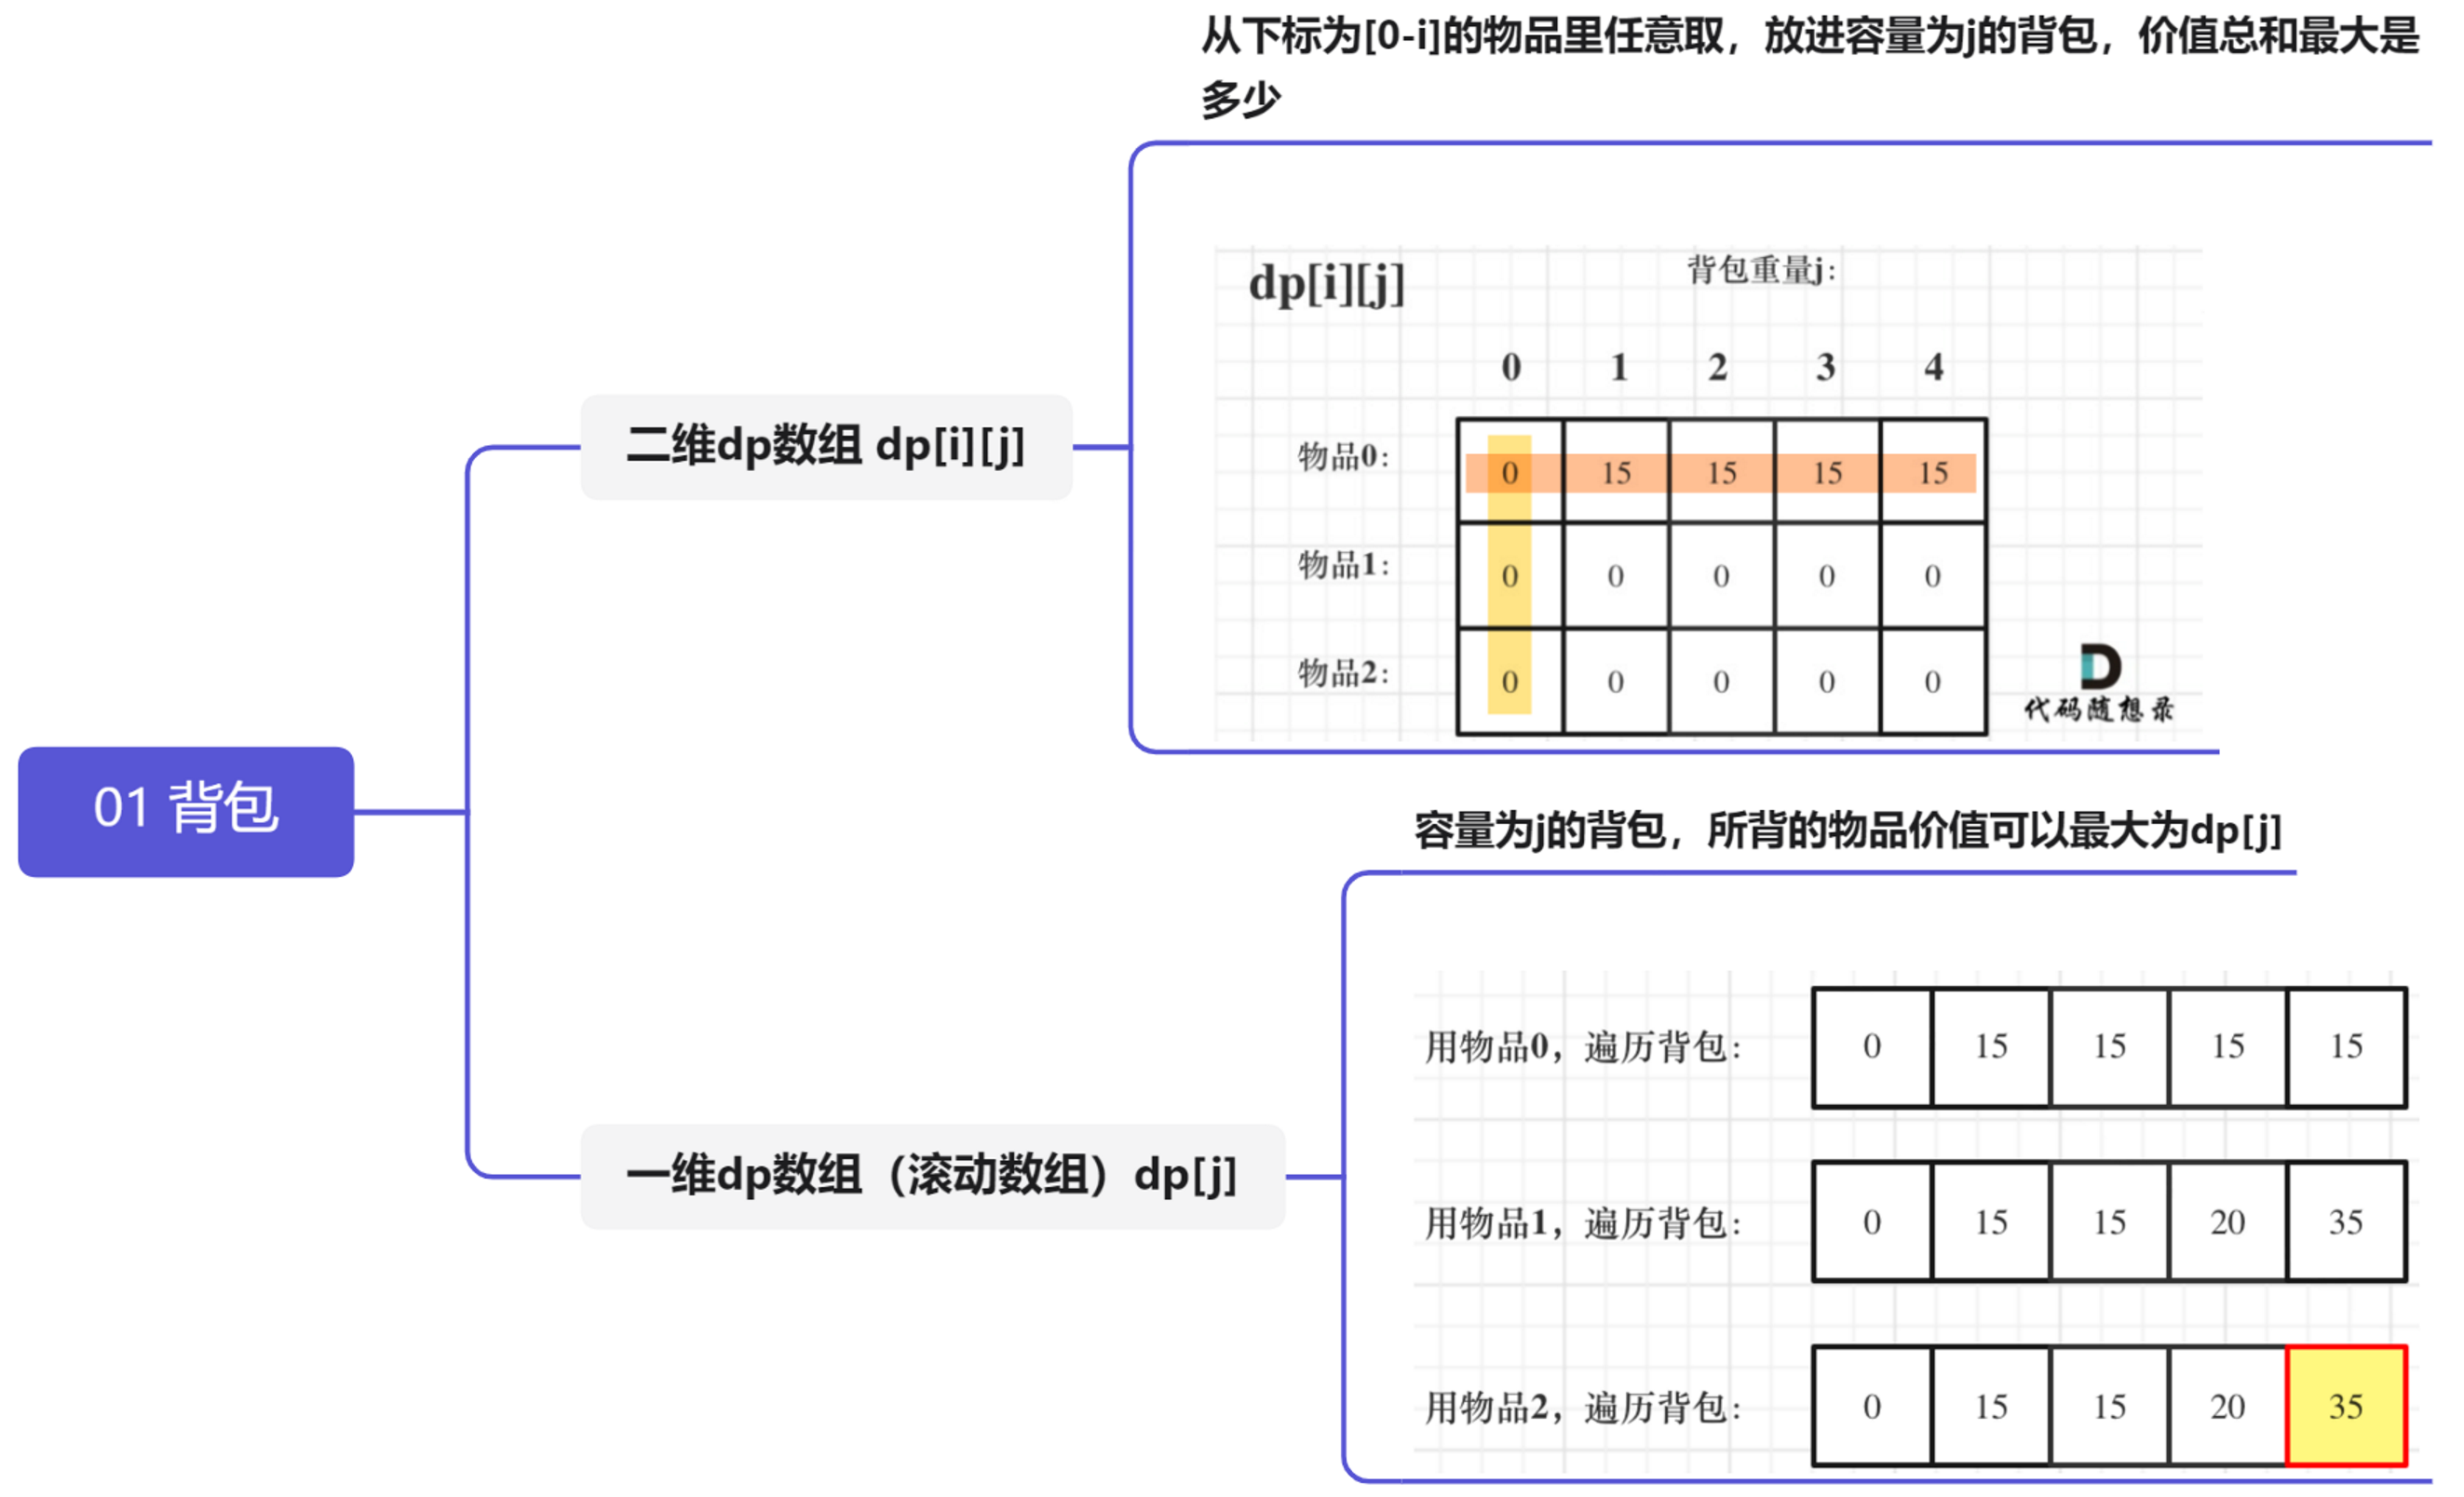 从下标为[0-i]的物品里任意取，放进容量为j的背包，价值总和最大是
多少
dp[i][j]
背包重量j：
0 1 2 3 4
二维dp数组 dp[i][j]
物品0： 0 15 15 15 15
物品1： 0 0 0 0 0
物品2： 0 0 0 0 0
代码随想录
01 背包
容量为j的背包，所背的物品价值可以最大为dp[j]
一维dp数组（滚动数组）dp[j]
用物品0，遍历背包： 0 15 15 15 15
用物品1，遍历背包： 0 15 15 20 35
用物品2，遍历背包： 0 15 15 20 35